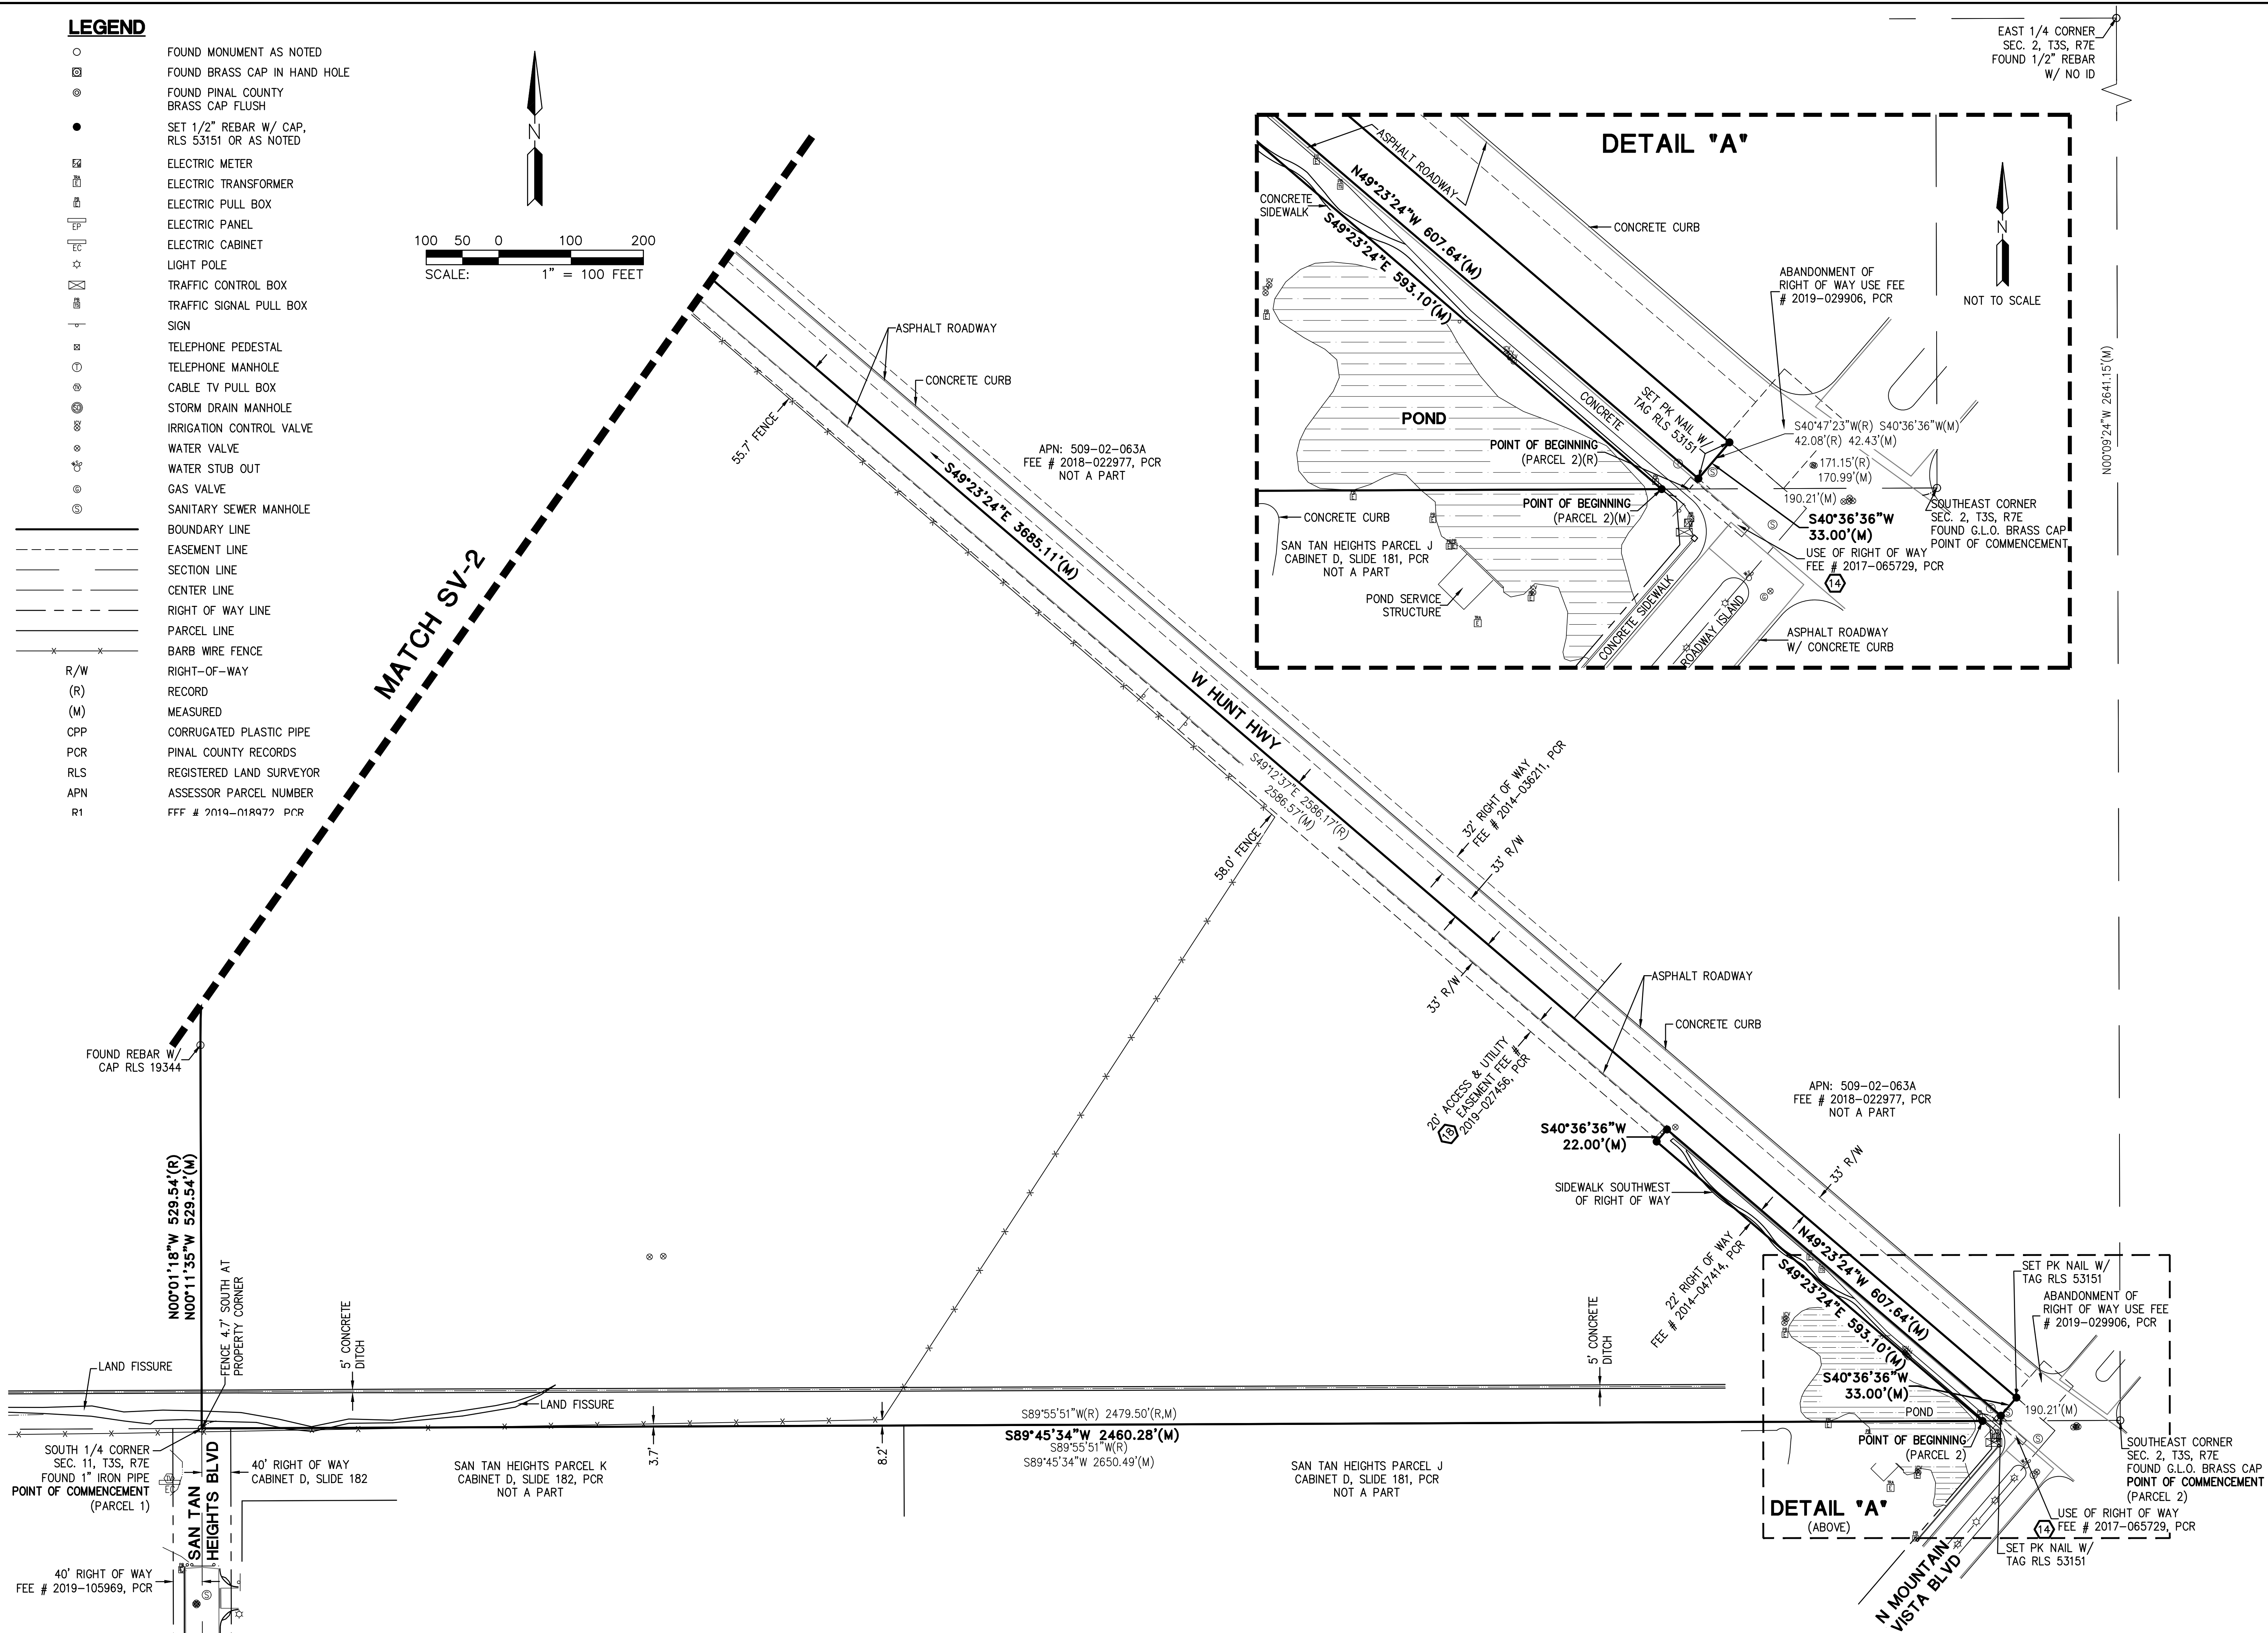 LEGEND
FOUND MONUMENT AS NOTED
FOUND BRASS CAP IN HAND HOLE
FOUND PINAL COUNTY
BRASS CAP FLUSH
SET 1/2" REBAR W/ CAP,
RLS 53151 OR AS NOTED
ELECTRIC METER
ELECTRIC TRANSFORMER
ELECTRIC PULL BOX
EP ELECTRIC PANEL
EC ELECTRIC CABINET
LIGHT POLE
TRAFFIC CONTROL BOX
TRAFFIC SIGNAL PULL BOX
SIGN
TELEPHONE PEDESTAL
T TELEPHONE MANHOLE
CABLE TV PULL BOX
STORM DRAIN MANHOLE
IRRIGATION CONTROL VALVE
WATER VALVE
WATER STUB OUT
G GAS VALVE
S SANITARY SEWER MANHOLE
BOUNDARY LINE
EASEMENT LINE
SECTION LINE
CENTER LINE
RIGHT OF WAY LINE
PARCEL LINE
BARB WIRE FENCE
R/W RIGHT-OF-WAY
(R) RECORD
(M) MEASURED
CPP CORRUGATED PLASTIC PIPE
PCR PINAL COUNTY RECORDS
RLS REGISTERED LAND SURVEYOR
APN ASSESSOR PARCEL NUMBER
R1 FEE # 2019-018972, PCR
N
100 50 0 100 200
SCALE: 1" = 100 FEET
MATCH SV-2
EAST 1/4 CORNER
SEC. 2, T3S, R7E
FOUND 1/2" REBAR
W/ NO ID
N00°09'24"W 2641.15'(M)
DETAIL "A"
ASPHALT ROADWAY
CONCRETE
SIDEWALK
N49°23'24"W 607.64'(M)
S49°23'24"E 593.10'(M)
CONCRETE CURB
ABANDONMENT OF
RIGHT OF WAY USE FEE
# 2019-029906, PCR
N
NOT TO SCALE
POND
CONCRETE
SET PK NAIL W/
TAG RLS 53151
S40°47'23"W(R) S40°36'36"W(M)
42.08'(R) 42.43'(M)
POINT OF BEGINNING
(PARCEL 2)(R)
171.15'(R)
170.99'(M)
190.21'(M)
POINT OF BEGINNING
(PARCEL 2)(M)
S40°36'36"W
33.00'(M)
SOUTHEAST CORNER
SEC. 2, T3S, R7E
FOUND G.L.O. BRASS CAP
POINT OF COMMENCEMENT
CONCRETE CURB
SAN TAN HEIGHTS PARCEL J
CABINET D, SLIDE 181, PCR
NOT A PART
USE OF RIGHT OF WAY
FEE # 2017-065729, PCR
14
POND SERVICE
STRUCTURE
CONCRETE SIDEWALK
ROADWAY ISLAND
ASPHALT ROADWAY
W/ CONCRETE CURB
ASPHALT ROADWAY
CONCRETE CURB
55.7' FENCE
APN: 509-02-063A
FEE # 2018-022977, PCR
NOT A PART
S49°23'24"E 3685.11'(M)
W HUNT HWY
S49°12'37"E 2586.17'(R)
2586.57'(M)
58.0' FENCE
32' RIGHT OF WAY
FEE # 2014-036211, PCR
33' R/W
33' R/W
ASPHALT ROADWAY
CONCRETE CURB
20' ACCESS & UTILITY
EASEMENT FEE #
2019-027456, PCR
18
APN: 509-02-063A
FEE # 2018-022977, PCR
NOT A PART
S40°36'36"W
22.00'(M)
33' R/W
SIDEWALK SOUTHWEST
OF RIGHT OF WAY
22' RIGHT OF WAY
FEE # 2014-047414, PCR
N49°23'24"W 607.64'(M)
S49°23'24"E 593.10'(M)
SET PK NAIL W/
TAG RLS 53151
ABANDONMENT OF
RIGHT OF WAY USE FEE
# 2019-029906, PCR
S40°36'36"W
33.00'(M)
POND
190.21'(M)
POINT OF BEGINNING
(PARCEL 2)
SOUTHEAST CORNER
SEC. 2, T3S, R7E
FOUND G.L.O. BRASS CAP
POINT OF COMMENCEMENT
(PARCEL 2)
USE OF RIGHT OF WAY
FEE # 2017-065729, PCR
14
SET PK NAIL W/
TAG RLS 53151
DETAIL "A"
(ABOVE)
N MOUNTAIN
VISTA BLVD
FOUND REBAR W/
CAP RLS 19344
N00°01'18"W 529.54'(R)
N00°11'35"W 529.54'(M)
FENCE 4.7' SOUTH AT
PROPERTY CORNER
5' CONCRETE
DITCH
5' CONCRETE
DITCH
LAND FISSURE
LAND FISSURE
S89°55'51"W(R) 2479.50'(R,M)
S89°45'34"W 2460.28'(M)
S89°55'51"W(R)
S89°45'34"W 2650.49'(M)
3.7'
8.2'
SOUTH 1/4 CORNER
SEC. 11, T3S, R7E
FOUND 1" IRON PIPE
POINT OF COMMENCEMENT
(PARCEL 1)
SAN TAN
HEIGHTS BLVD
40' RIGHT OF WAY
CABINET D, SLIDE 182
SAN TAN HEIGHTS PARCEL K
CABINET D, SLIDE 182, PCR
NOT A PART
SAN TAN HEIGHTS PARCEL J
CABINET D, SLIDE 181, PCR
NOT A PART
40' RIGHT OF WAY
FEE # 2019-105969, PCR